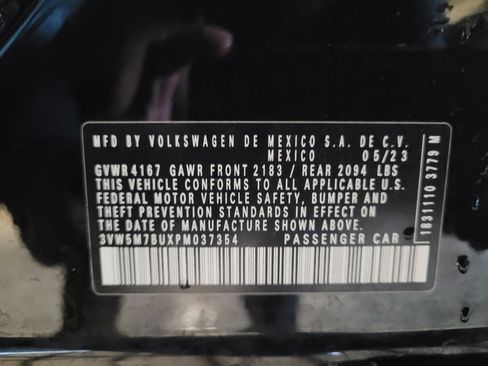 MFD BY VOLKSWAGEN DE MEXICO S.A. DE C.V.
MEXICO 05/23
GVWR 4167 GAWR FRONT 2183 / REAR 2094 LBS
THIS VEHICLE CONFORMS TO ALL APPLICABLE U.S.
FEDERAL MOTOR VEHICLE SAFETY, BUMPER AND
THEFT PREVENTION STANDARDS IN EFFECT ON
THE DATE OF MANUFACTURE SHOWN ABOVE.
3VW5M7BUXPM037354 PASSENGER CAR
1831110 3779 M